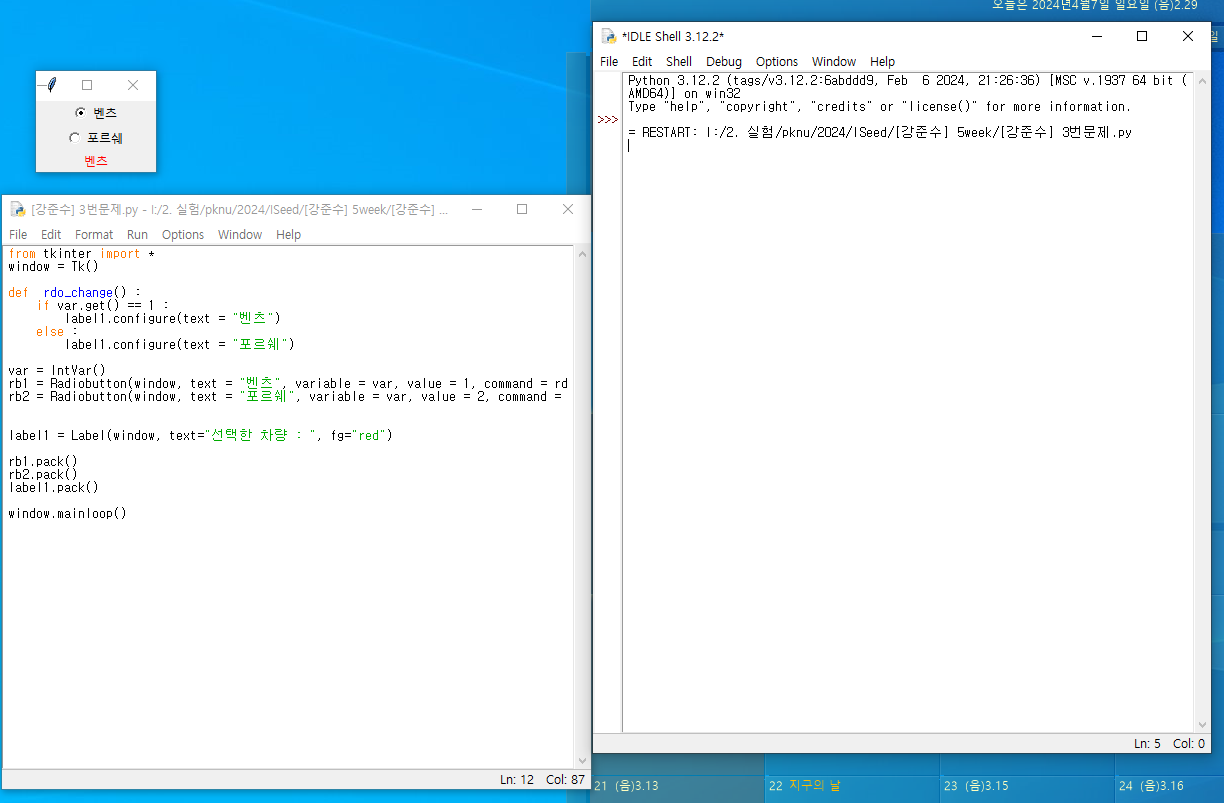 오늘은 2024년4월7일 일요일 (음)2.29
일
벤츠
포르쉐
벤츠
[강준수] 3번문제.py - I:/2. 실험/pknu/2024/ISeed/[강준수] 5week/[강준수] ...
File Edit Format Run Options Window Help
from tkinter import *
window = Tk()
def  rdo_change() :
    if var.get() == 1 :
        label1.configure(text = "벤츠")
    else :
        label1.configure(text = "포르쉐")
var = IntVar()
rb1 = Radiobutton(window, text = "벤츠", variable = var, value = 1, command = rd
rb2 = Radiobutton(window, text = "포르쉐", variable = var, value = 2, command =
label1 = Label(window, text="선택한 차량 : ", fg="red")
rb1.pack()
rb2.pack()
label1.pack()
window.mainloop()
Ln: 12 Col: 87
*IDLE Shell 3.12.2*
File Edit Shell Debug Options Window Help
Python 3.12.2 (tags/v3.12.2:6abddd9, Feb  6 2024, 21:26:36) [MSC v.1937 64 bit (
AMD64)] on win32
Type "help", "copyright", "credits" or "license()" for more information.
>>>
= RESTART: I:/2. 실험/pknu/2024/ISeed/[강준수] 5week/[강준수] 3번문제.py
Ln: 5 Col: 0
21 (음)3.13
22 지구의 날
23 (음)3.15
24 (음)3.16